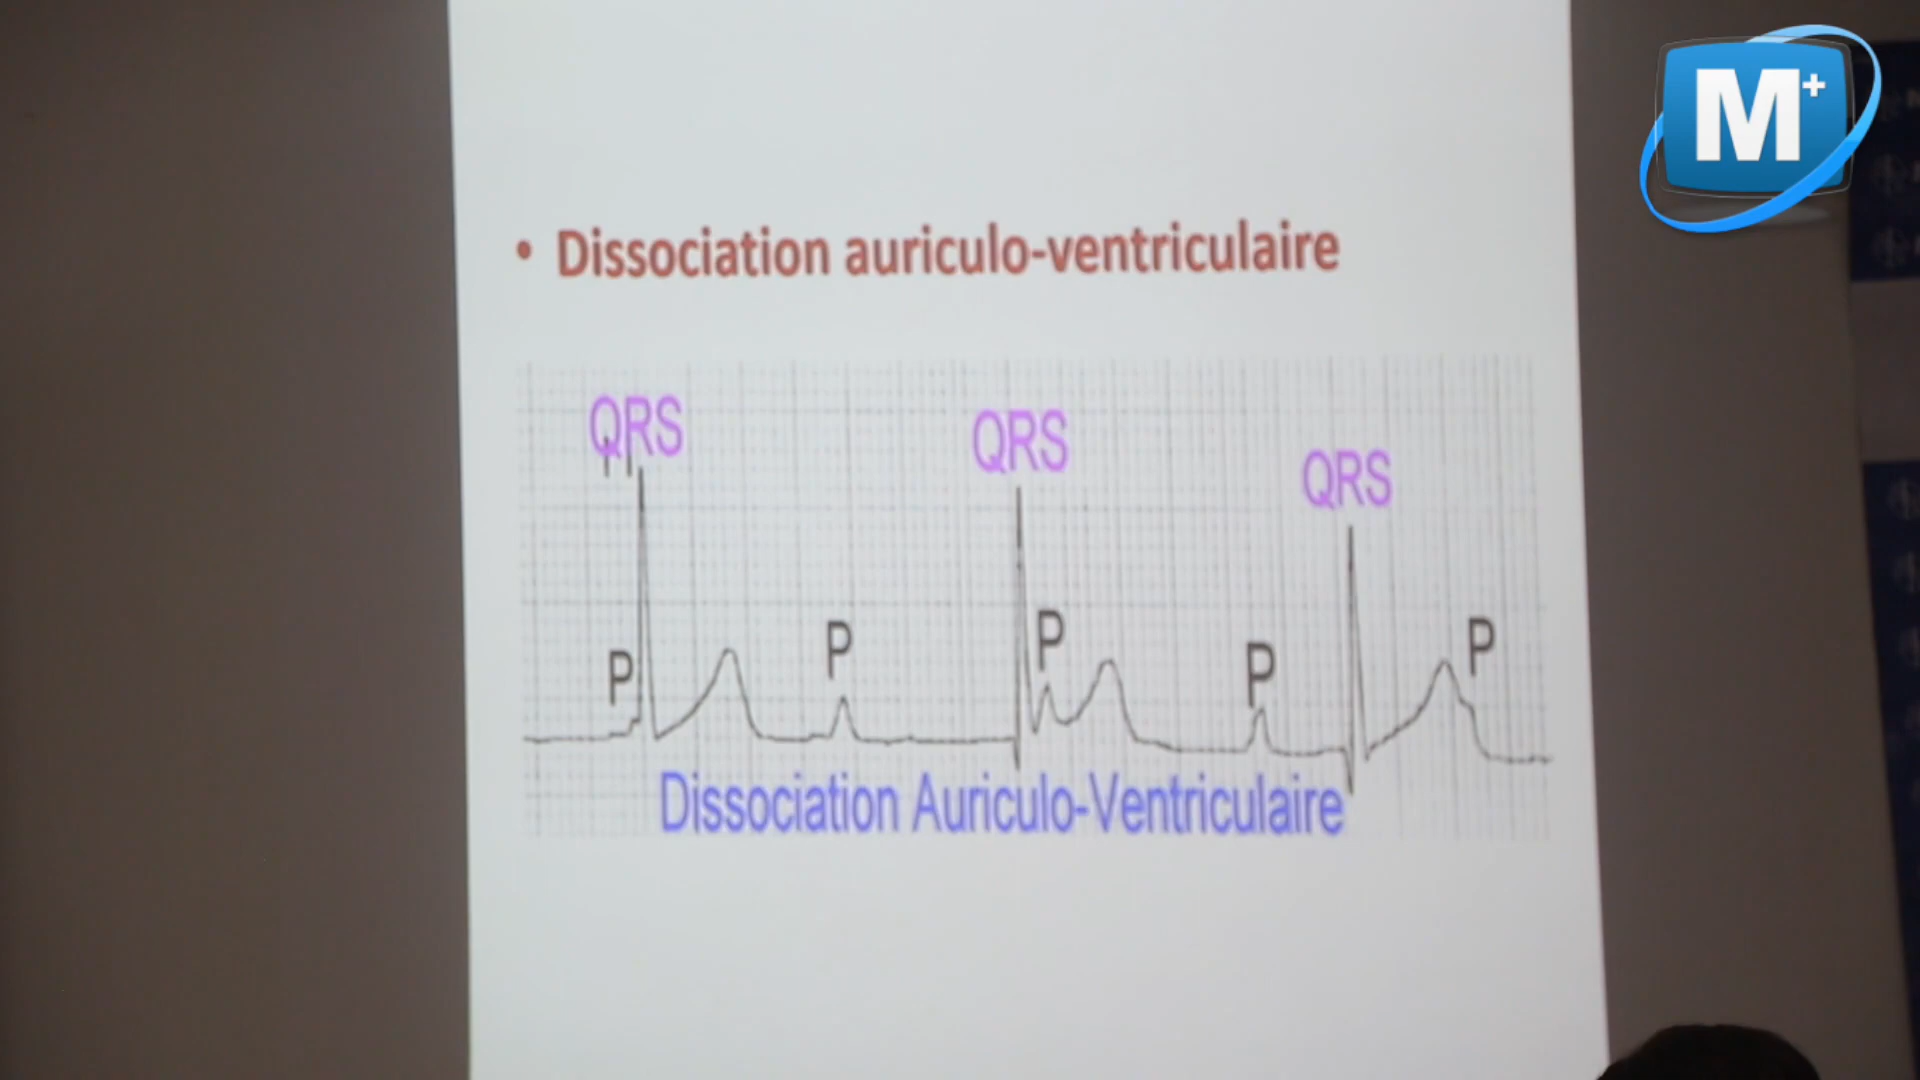 M+
• Dissociation auriculo-ventriculaire
QRS
QRS
QRS
P
P
P
P
P
Dissociation Auriculo-Ventriculaire